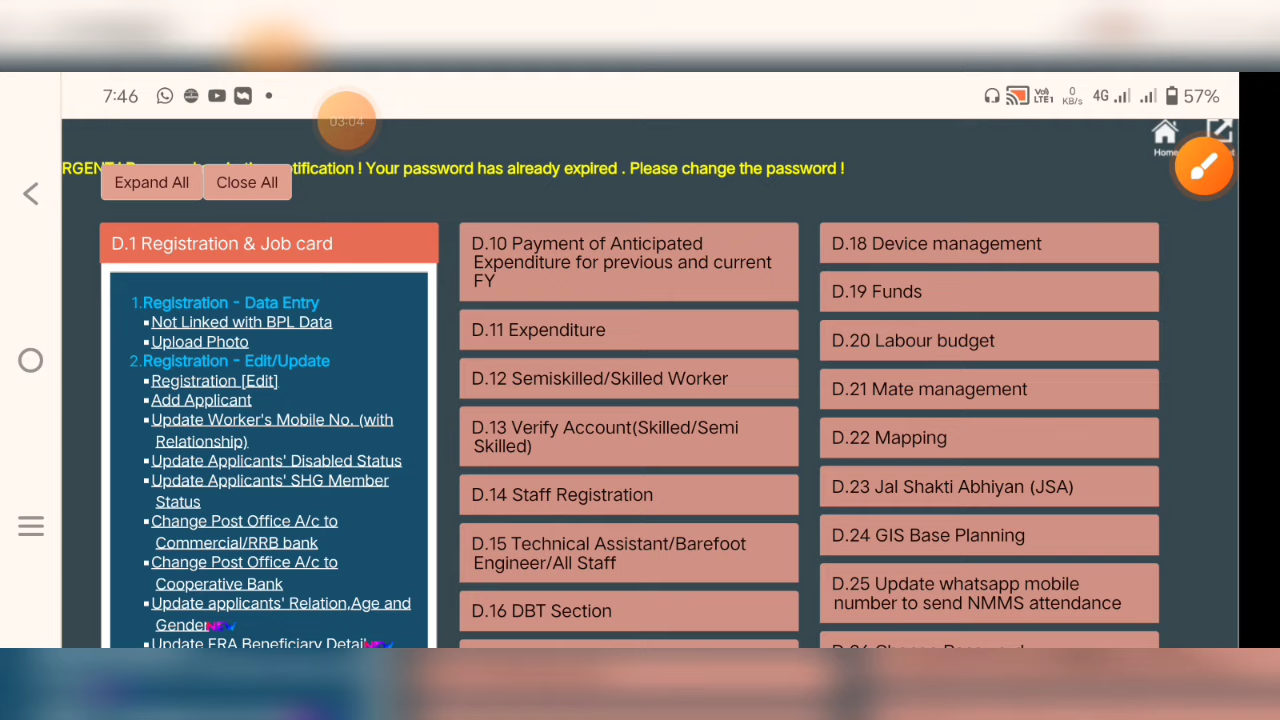 7:46
VoLTE1 0 KB/s 4G 57%
03:04
Home
tification ! Your password has already expired . Please change the password !
Expand All
Close All
D.1 Registration & Job card
1.Registration - Data Entry
Not Linked with BPL Data
Upload Photo
2.Registration - Edit/Update
Registration [Edit]
Add Applicant
Update Worker's Mobile No. (with
Relationship)
Update Applicants' Disabled Status
Update Applicants' SHG Member
Status
Change Post Office A/c to
Commercial/RRB bank
Change Post Office A/c to
Cooperative Bank
Update applicants' Relation,Age and
Gender
Update FRA Beneficiary Detail
D.10 Payment of Anticipated
Expenditure for previous and current
FY
D.11 Expenditure
D.12 Semiskilled/Skilled Worker
D.13 Verify Account(Skilled/Semi
Skilled)
D.14 Staff Registration
D.15 Technical Assistant/Barefoot
Engineer/All Staff
D.16 DBT Section
D.18 Device management
D.19 Funds
D.20 Labour budget
D.21 Mate management
D.22 Mapping
D.23 Jal Shakti Abhiyan (JSA)
D.24 GIS Base Planning
D.25 Update whatsapp mobile
number to send NMMS attendance